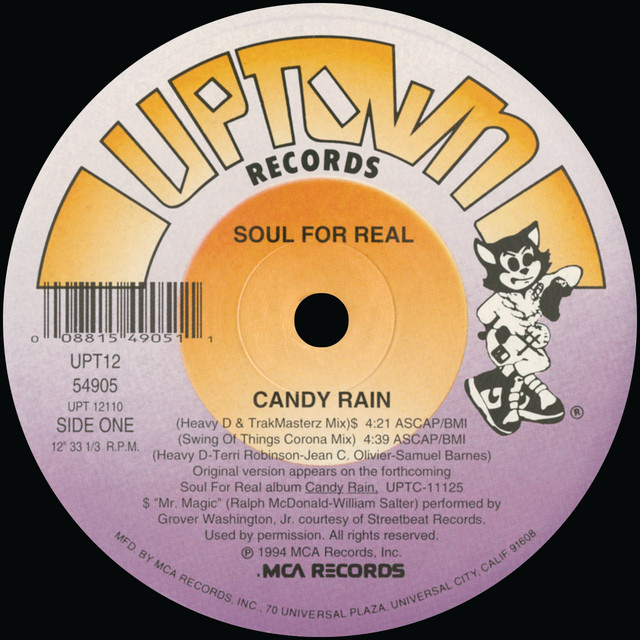 UPTOWN
RECORDS
SOUL FOR REAL
0 08815 49051 1
UPT12
54905
UPT 12110
SIDE ONE
12" 33 1/3 R.P.M.
CANDY RAIN
(Heavy D & TrakMasterz Mix)$ 4:21 ASCAP/BMI
(Swing Of Things Corona Mix) 4:39 ASCAP/BMI
(Heavy D-Terri Robinson-Jean C. Olivier-Samuel Barnes)
Original version appears on the forthcoming
Soul For Real album Candy Rain, UPTC-11125
$ "Mr. Magic" (Ralph McDonald-William Salter) performed by
Grover Washington, Jr. courtesy of Streetbeat Records.
Used by permission. All rights reserved.
℗ 1994 MCA Records, Inc.
.MCA RECORDS
®
MFD. BY MCA RECORDS, INC., 70 UNIVERSAL PLAZA, UNIVERSAL CITY, CALIF 91608